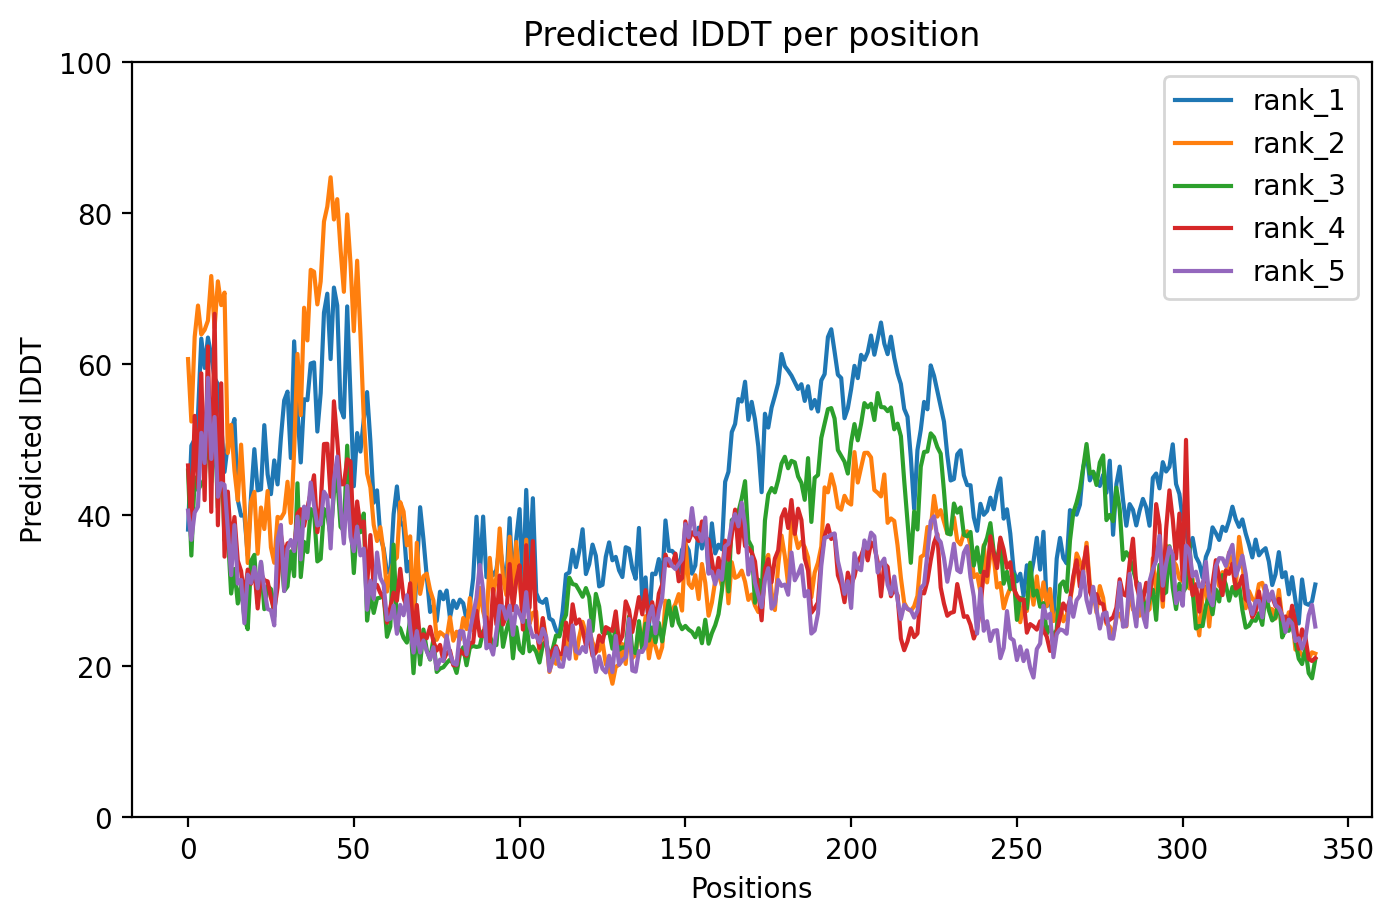 Predicted lDDT per position
100
80
60
40
20
0
Predicted lDDT
0 50 100 150 200 250 300 350
Positions
rank_1
rank_2
rank_3
rank_4
rank_5